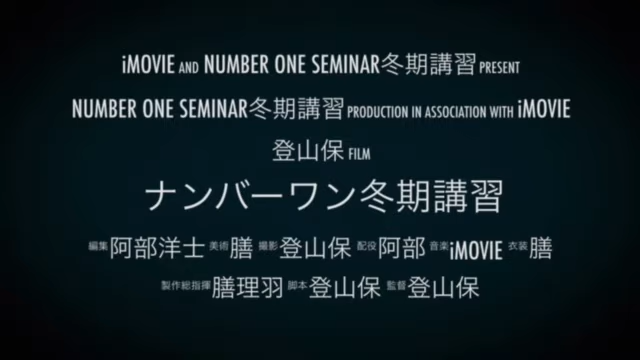 iMOVIE AND NUMBER ONE SEMINAR冬期講習 PRESENT
NUMBER ONE SEMINAR冬期講習 PRODUCTION IN ASSOCIATION WITH iMOVIE
登山保 FILM
ナンバーワン冬期講習
編集 阿部洋士 美術 膳 撮影 登山保 配役 阿部 音楽 iMOVIE 衣装 膳
製作総指揮 膳理羽 脚本 登山保 監督 登山保